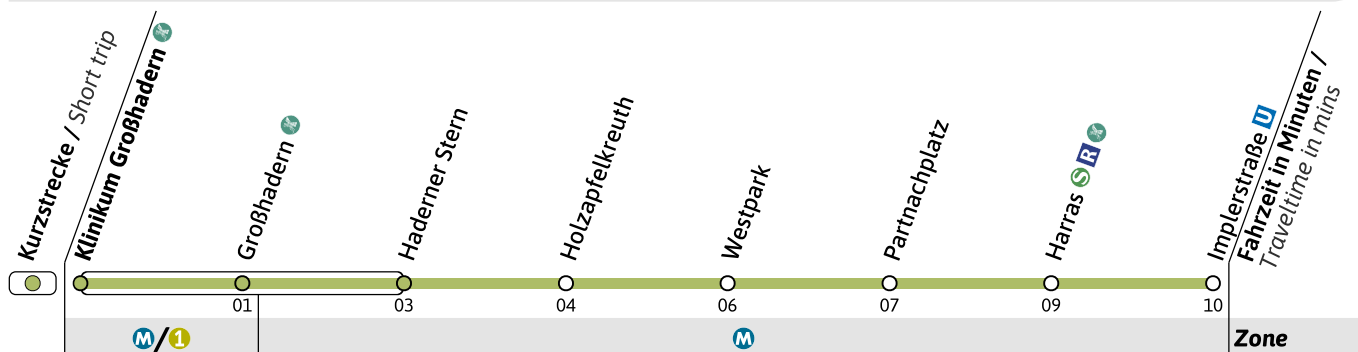 Kurzstrecke / Short trip
Klinikum Großhadern
Großhadern
Haderner Stern
Holzapfelkreuth
Westpark
Partnachplatz
Harras S R
Implerstraße U
Fahrzeit in Minuten /
Traveltime in mins
01 03 04 06 07 09 10
M/1 M Zone